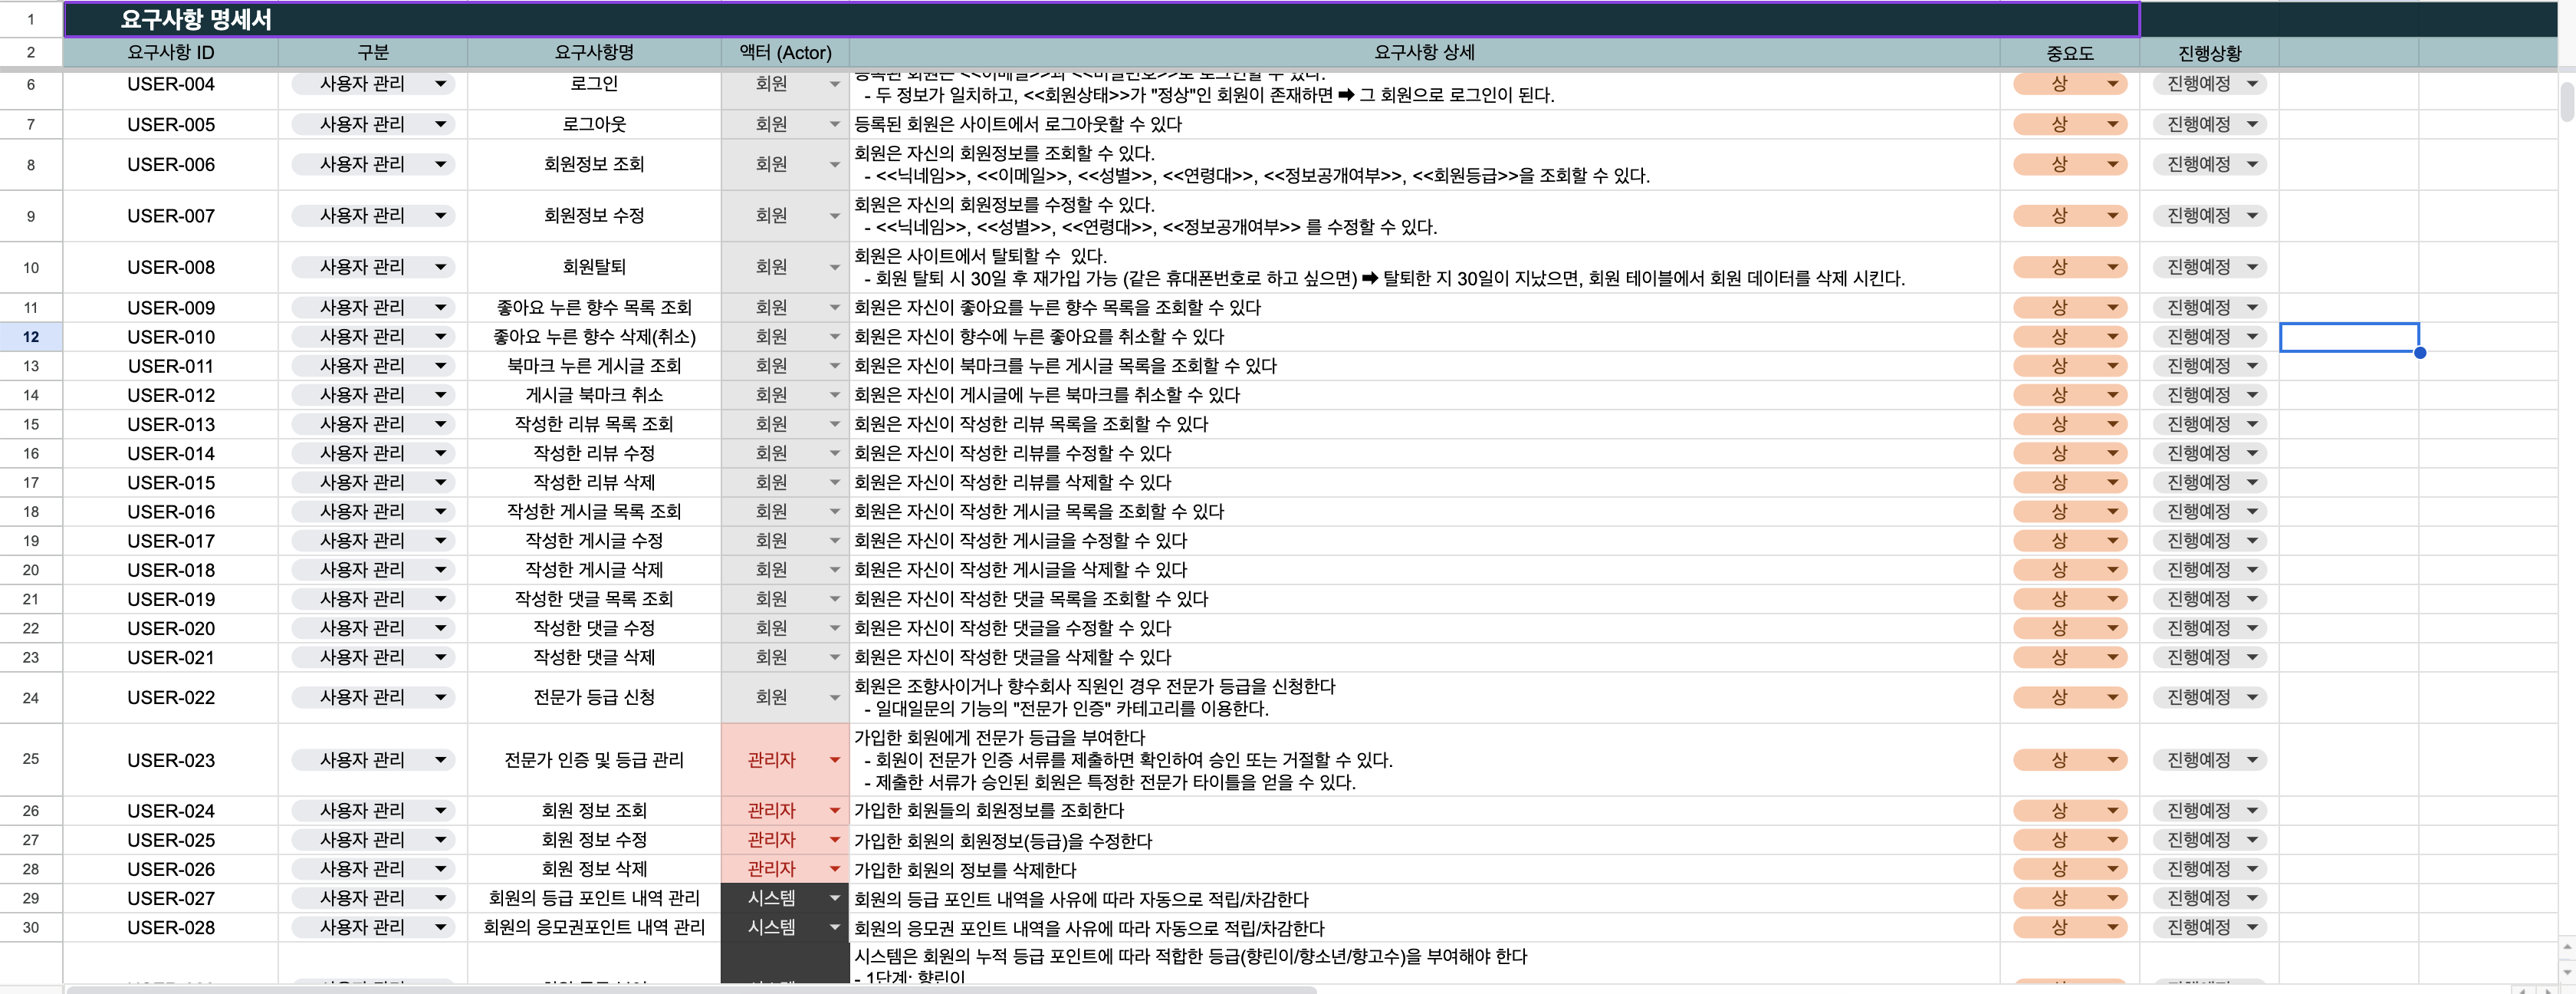 1 요구사항 명세서
2 요구사항 ID 구분 요구사항명 액터 (Actor) 요구사항 상세 중요도 진행상황
등록된 회원은 <<이메일>>과 <<비밀번호>>로 로그인할 수 있다.
6 USER-004 사용자 관리 로그인 회원 - 두 정보가 일치하고, <<회원상태>>가 "정상"인 회원이 존재하면 ➡ 그 회원으로 로그인이 된다. 상 진행예정
7 USER-005 사용자 관리 로그아웃 회원 등록된 회원은 사이트에서 로그아웃할 수 있다 상 진행예정
8 USER-006 사용자 관리 회원정보 조회 회원 회원은 자신의 회원정보를 조회할 수 있다. 상 진행예정
- <<닉네임>>, <<이메일>>, <<성별>>, <<연령대>>, <<정보공개여부>>, <<회원등급>>을 조회할 수 있다.
9 USER-007 사용자 관리 회원정보 수정 회원 회원은 자신의 회원정보를 수정할 수 있다. 상 진행예정
- <<닉네임>>, <<성별>>, <<연령대>>, <<정보공개여부>> 를 수정할 수 있다.
10 USER-008 사용자 관리 회원탈퇴 회원 회원은 사이트에서 탈퇴할 수  있다. 상 진행예정
- 회원 탈퇴 시 30일 후 재가입 가능 (같은 휴대폰번호로 하고 싶으면) ➡ 탈퇴한 지 30일이 지났으면, 회원 테이블에서 회원 데이터를 삭제 시킨다.
11 USER-009 사용자 관리 좋아요 누른 향수 목록 조회 회원 회원은 자신이 좋아요를 누른 향수 목록을 조회할 수 있다 상 진행예정
12 USER-010 사용자 관리 좋아요 누른 향수 삭제(취소) 회원 회원은 자신이 향수에 누른 좋아요를 취소할 수 있다 상 진행예정
13 USER-011 사용자 관리 북마크 누른 게시글 조회 회원 회원은 자신이 북마크를 누른 게시글 목록을 조회할 수 있다 상 진행예정
14 USER-012 사용자 관리 게시글 북마크 취소 회원 회원은 자신이 게시글에 누른 북마크를 취소할 수 있다 상 진행예정
15 USER-013 사용자 관리 작성한 리뷰 목록 조회 회원 회원은 자신이 작성한 리뷰 목록을 조회할 수 있다 상 진행예정
16 USER-014 사용자 관리 작성한 리뷰 수정 회원 회원은 자신이 작성한 리뷰를 수정할 수 있다 상 진행예정
17 USER-015 사용자 관리 작성한 리뷰 삭제 회원 회원은 자신이 작성한 리뷰를 삭제할 수 있다 상 진행예정
18 USER-016 사용자 관리 작성한 게시글 목록 조회 회원 회원은 자신이 작성한 게시글 목록을 조회할 수 있다 상 진행예정
19 USER-017 사용자 관리 작성한 게시글 수정 회원 회원은 자신이 작성한 게시글을 수정할 수 있다 상 진행예정
20 USER-018 사용자 관리 작성한 게시글 삭제 회원 회원은 자신이 작성한 게시글을 삭제할 수 있다 상 진행예정
21 USER-019 사용자 관리 작성한 댓글 목록 조회 회원 회원은 자신이 작성한 댓글 목록을 조회할 수 있다 상 진행예정
22 USER-020 사용자 관리 작성한 댓글 수정 회원 회원은 자신이 작성한 댓글을 수정할 수 있다 상 진행예정
23 USER-021 사용자 관리 작성한 댓글 삭제 회원 회원은 자신이 작성한 댓글을 삭제할 수 있다 상 진행예정
24 USER-022 사용자 관리 전문가 등급 신청 회원 회원은 조향사이거나 향수회사 직원인 경우 전문가 등급을 신청한다 상 진행예정
- 일대일문의 기능의 "전문가 인증" 카테고리를 이용한다.
25 USER-023 사용자 관리 전문가 인증 및 등급 관리 관리자 가입한 회원에게 전문가 등급을 부여한다 상 진행예정
- 회원이 전문가 인증 서류를 제출하면 확인하여 승인 또는 거절할 수 있다.
- 제출한 서류가 승인된 회원은 특정한 전문가 타이틀을 얻을 수 있다.
26 USER-024 사용자 관리 회원 정보 조회 관리자 가입한 회원들의 회원정보를 조회한다 상 진행예정
27 USER-025 사용자 관리 회원 정보 수정 관리자 가입한 회원의 회원정보(등급)을 수정한다 상 진행예정
28 USER-026 사용자 관리 회원 정보 삭제 관리자 가입한 회원의 정보를 삭제한다 상 진행예정
29 USER-027 사용자 관리 회원의 등급 포인트 내역 관리 시스템 회원의 등급 포인트 내역을 사유에 따라 자동으로 적립/차감한다 상 진행예정
30 USER-028 사용자 관리 회원의 응모권포인트 내역 관리 시스템 회원의 응모권 포인트 내역을 사유에 따라 자동으로 적립/차감한다 상 진행예정
시스템은 회원의 누적 등급 포인트에 따라 적합한 등급(향린이/향소년/향고수)을 부여해야 한다
- 1단계: 향린이